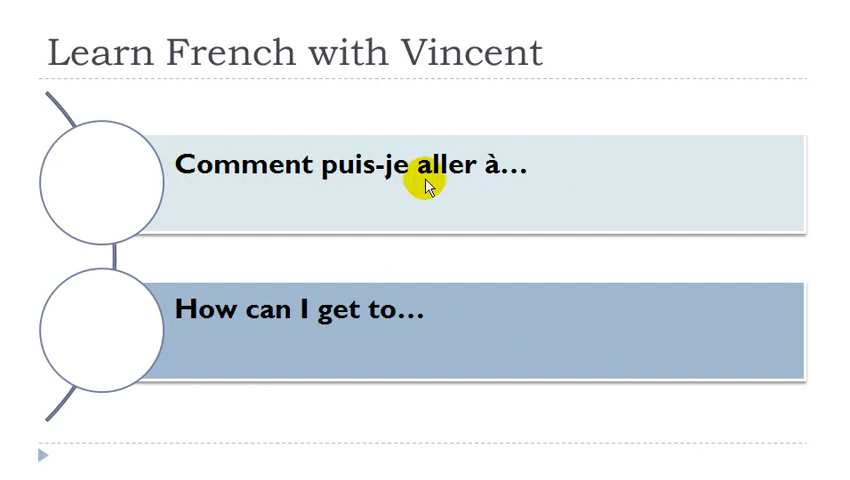 Learn French with Vincent
Comment puis-je aller à…
How can I get to…